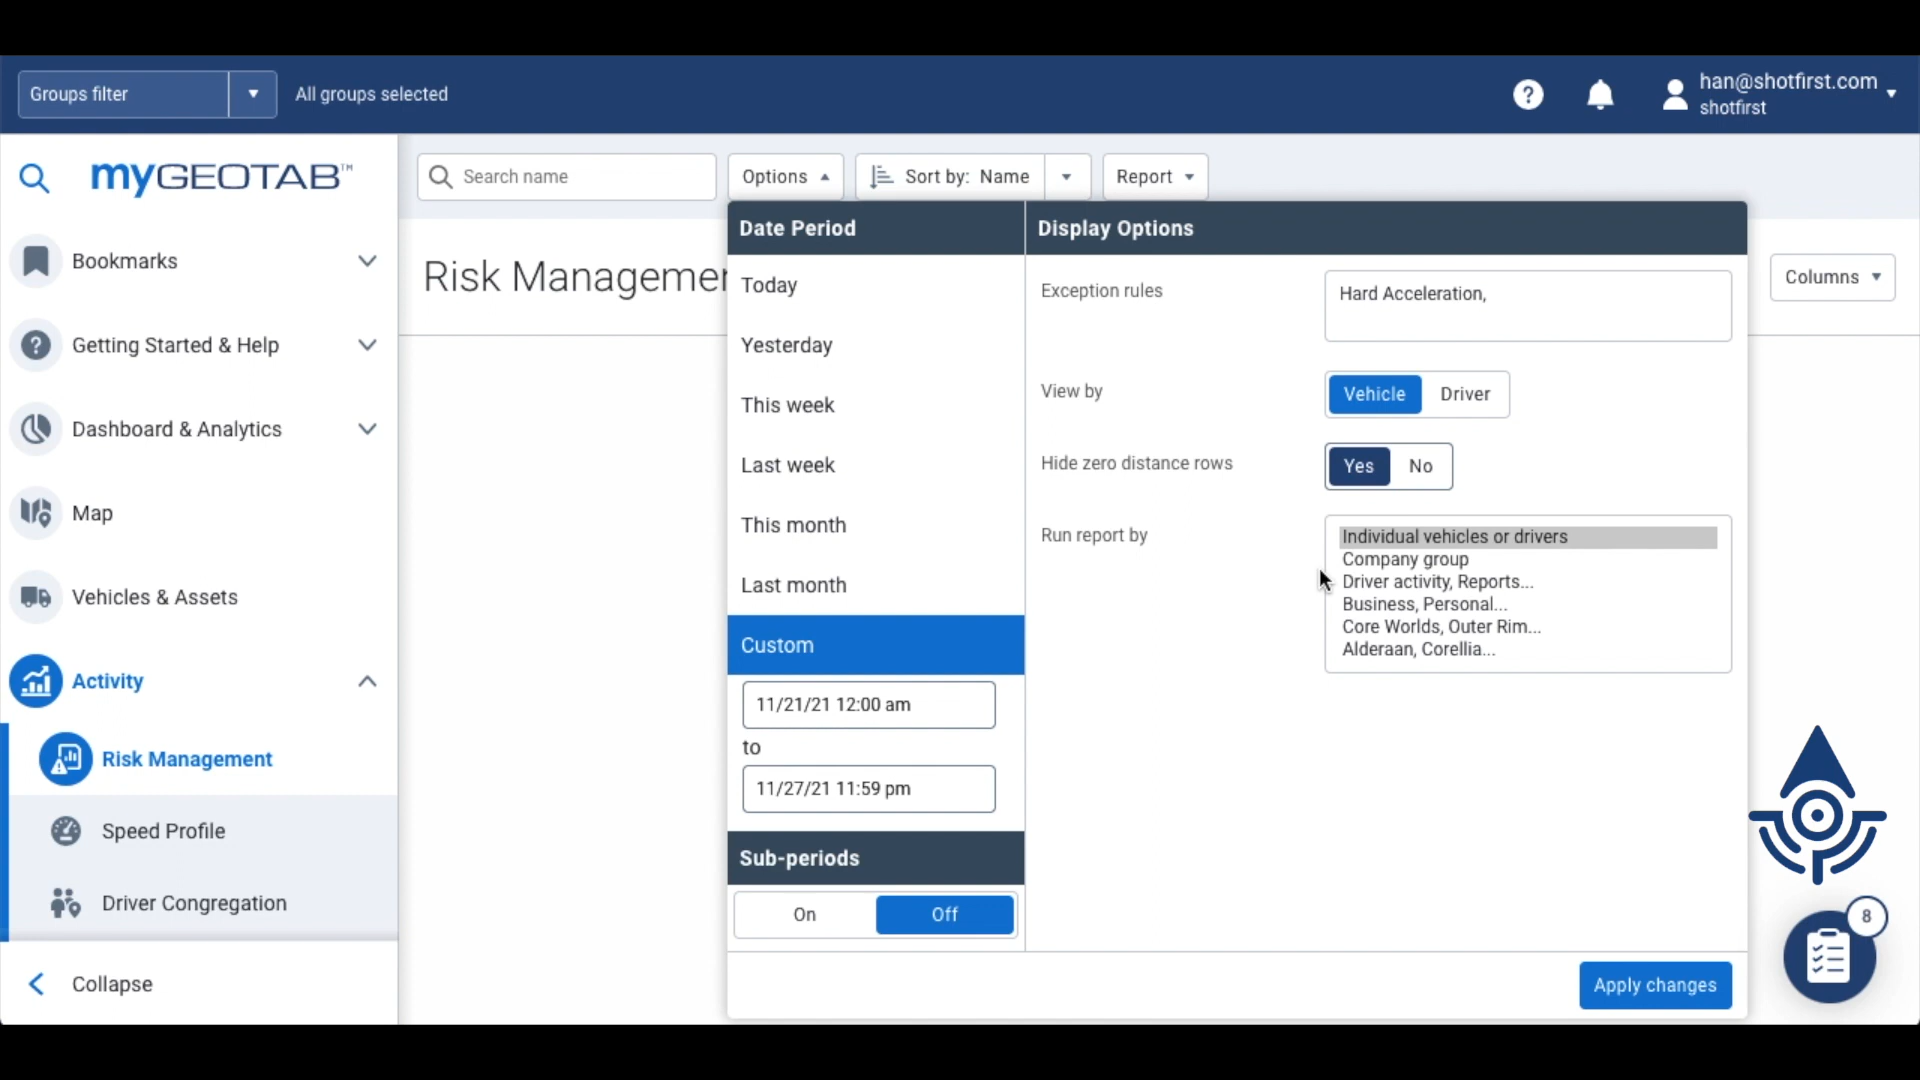 Groups filter
All groups selected
han@shotfirst.com
shotfirst
myGEOTAB™
Search name
Options
Sort by: Name
Report
Bookmarks
Getting Started & Help
Dashboard & Analytics
Map
Vehicles & Assets
Activity
Risk Management
Speed Profile
Driver Congregation
Collapse
Risk Managemen
Columns
Date Period
Today
Yesterday
This week
Last week
This month
Last month
Custom
11/21/21 12:00 am
to
11/27/21 11:59 pm
Sub-periods
On
Off
Display Options
Exception rules
Hard Acceleration,
View by
Vehicle
Driver
Hide zero distance rows
Yes
No
Run report by
Individual vehicles or drivers
Company group
Driver activity, Reports...
Business, Personal...
Core Worlds, Outer Rim...
Alderaan, Corellia...
Apply changes
8